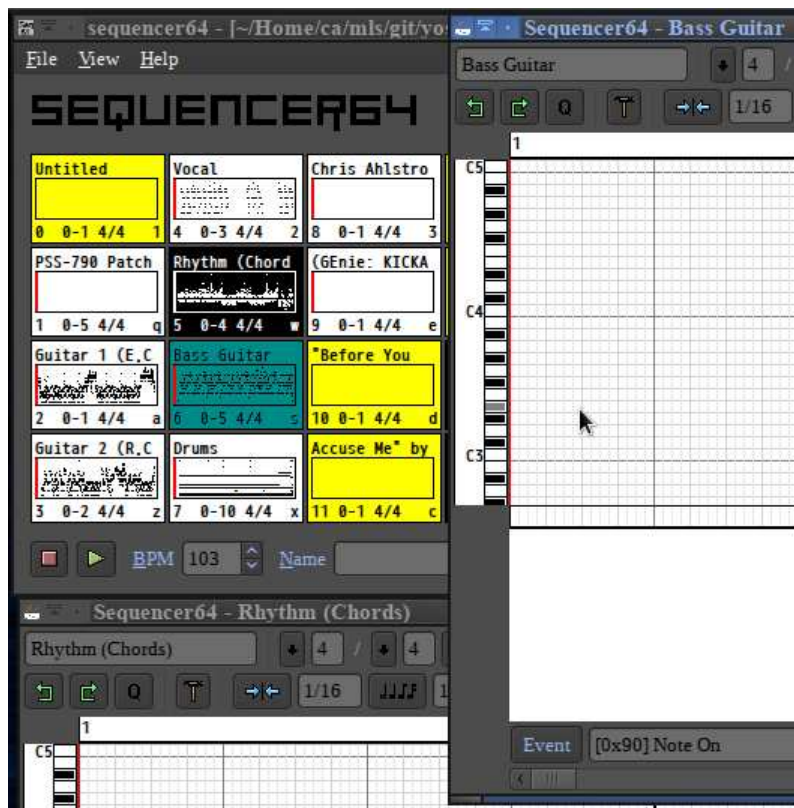 sequencer64 - [~/Home/ca/mls/git/yo
File View Help
SEQUENCER64
Untitled
0 0-1 4/4 1
Vocal
4 0-3 4/4 2
Chris Ahlstro
8 0-1 4/4 3
PSS-790 Patch
1 0-5 4/4 q
Rhythm (Chord
5 0-4 4/4 w
(GEnie: KICKA
9 0-1 4/4 e
Guitar 1 (E.C
2 0-1 4/4 a
Bass Guitar
6 0-5 4/4 s
"Before You
10 0-1 4/4 d
Guitar 2 (R.C
3 0-2 4/4 z
Drums
7 0-10 4/4 x
Accuse Me" by
11 0-1 4/4 c
BPM 103 Name
Sequencer64 - Bass Guitar
Bass Guitar 4 /
Q 1/16
1
C5
C4
C3
Event [0x90] Note On
Sequencer64 - Rhythm (Chords)
Rhythm (Chords) 4 / 4
Q 1/16 1
1
C5